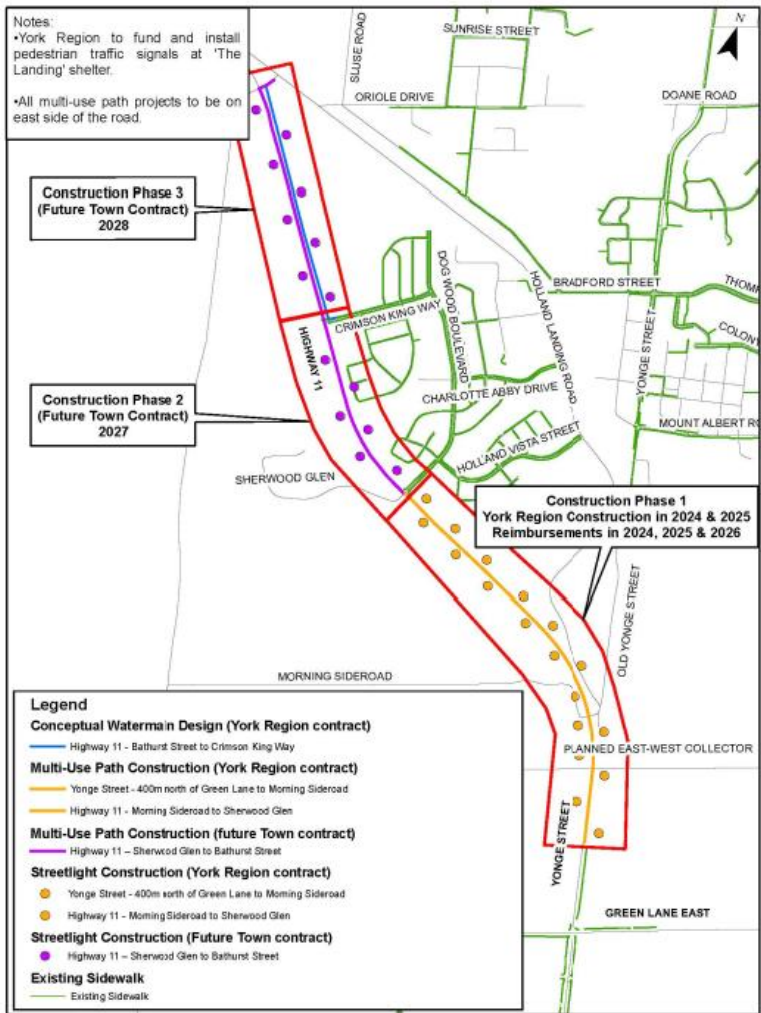 Notes:
•York Region to fund and install
pedestrian traffic signals at 'The
Landing' shelter.
•All multi-use path projects to be on
east side of the road.
N
SLUSE ROAD
SUNRISE STREET
ORIOLE DRIVE
DOANE ROAD
Construction Phase 3
(Future Town Contract)
2028
BRADFORD STREET
CRIMSON KING WAY
DOG WOOD BOULEVARD
HOLLAND LANDING ROAD
YONGE STREET
HIGHWAY 11
CHARLOTTE ABBY DRIVE
Construction Phase 2
(Future Town Contract)
2027
SHERWOOD GLEN
HOLLAND VISTA STREET
Construction Phase 1
York Region Construction in 2024 & 2025
Reimbursements in 2024, 2025 & 2026
OLD YONGE STREET
MORNING SIDEROAD
PLANNED EAST-WEST COLLECTOR
YONGE STREET
GREEN LANE EAST
Legend
Conceptual Watermain Design (York Region contract)
Highway 11 - Bathurst Street to Crimson King Way
Multi-Use Path Construction (York Region contract)
Yonge Street - 400m north of Green Lane to Morning Sideroad
Highway 11 - Morning Sideroad to Sherwood Glen
Multi-Use Path Construction (future Town contract)
Highway 11 – Sherwood Glen to Bathurst Street
Streetlight Construction (York Region contract)
Yonge Street - 400m north of Green Lane to Morning Sideroad
Highway 11 – Morning Sideroad to Sherwood Glen
Streetlight Construction (Future Town contract)
Highway 11 – Sherwood Glen to Bathurst Street
Existing Sidewalk
Existing Sidewalk